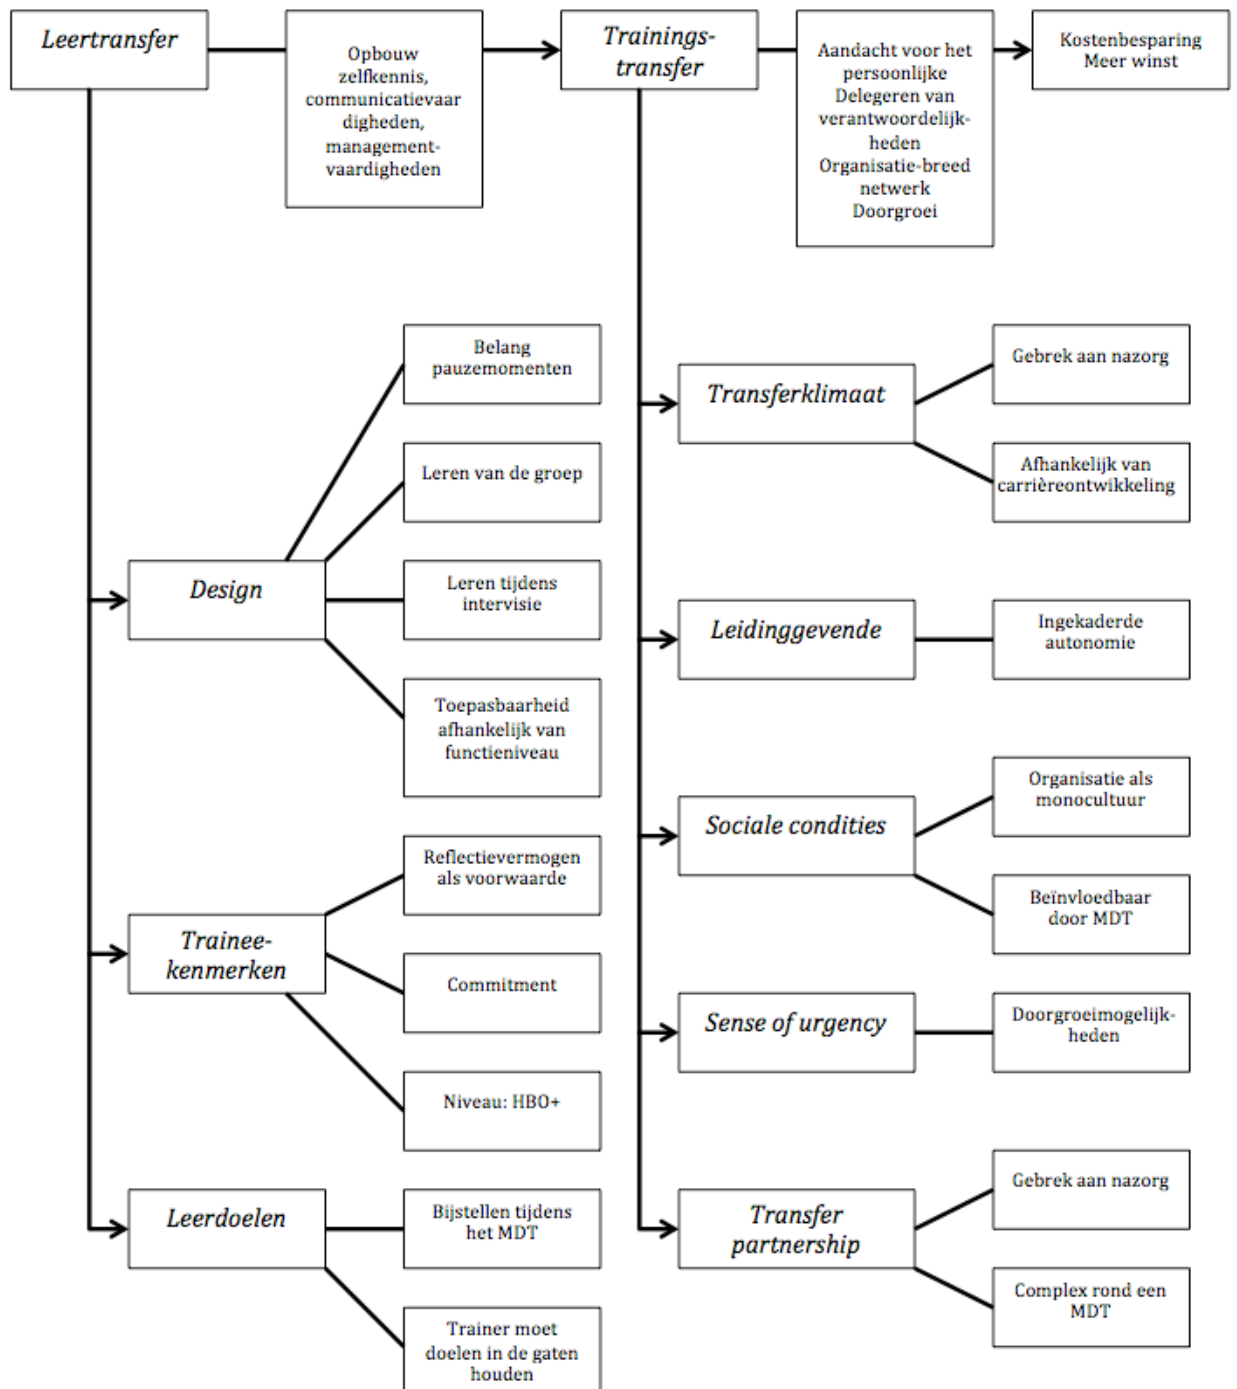 Leertransfer
Opbouw
zelfkennis,
communicatievaar
digheden,
management-
vaardigheden
Trainings-
transfer
Aandacht voor het
persoonlijke
Delegeren van
verantwoordelijk-
heden
Organisatie-breed
netwerk
Doorgroei
Kostenbesparing
Meer winst
Design
Belang
pauzemomenten
Leren van de groep
Leren tijdens
intervisie
Toepasbaarheid
afhankelijk van
functieniveau
Trainee-
kenmerken
Reflectievermogen
als voorwaarde
Commitment
Niveau: HBO+
Leerdoelen
Bijstellen tijdens
het MDT
Trainer moet
doelen in de gaten
houden
Transferklimaat
Gebrek aan nazorg
Afhankelijk van
carrièreontwikkeling
Leidinggevende
Ingekaderde
autonomie
Sociale condities
Organisatie als
monocultuur
Beïnvloedbaar
door MDT
Sense of urgency
Doorgroeimogelijk-
heden
Transfer
partnership
Gebrek aan nazorg
Complex rond een
MDT